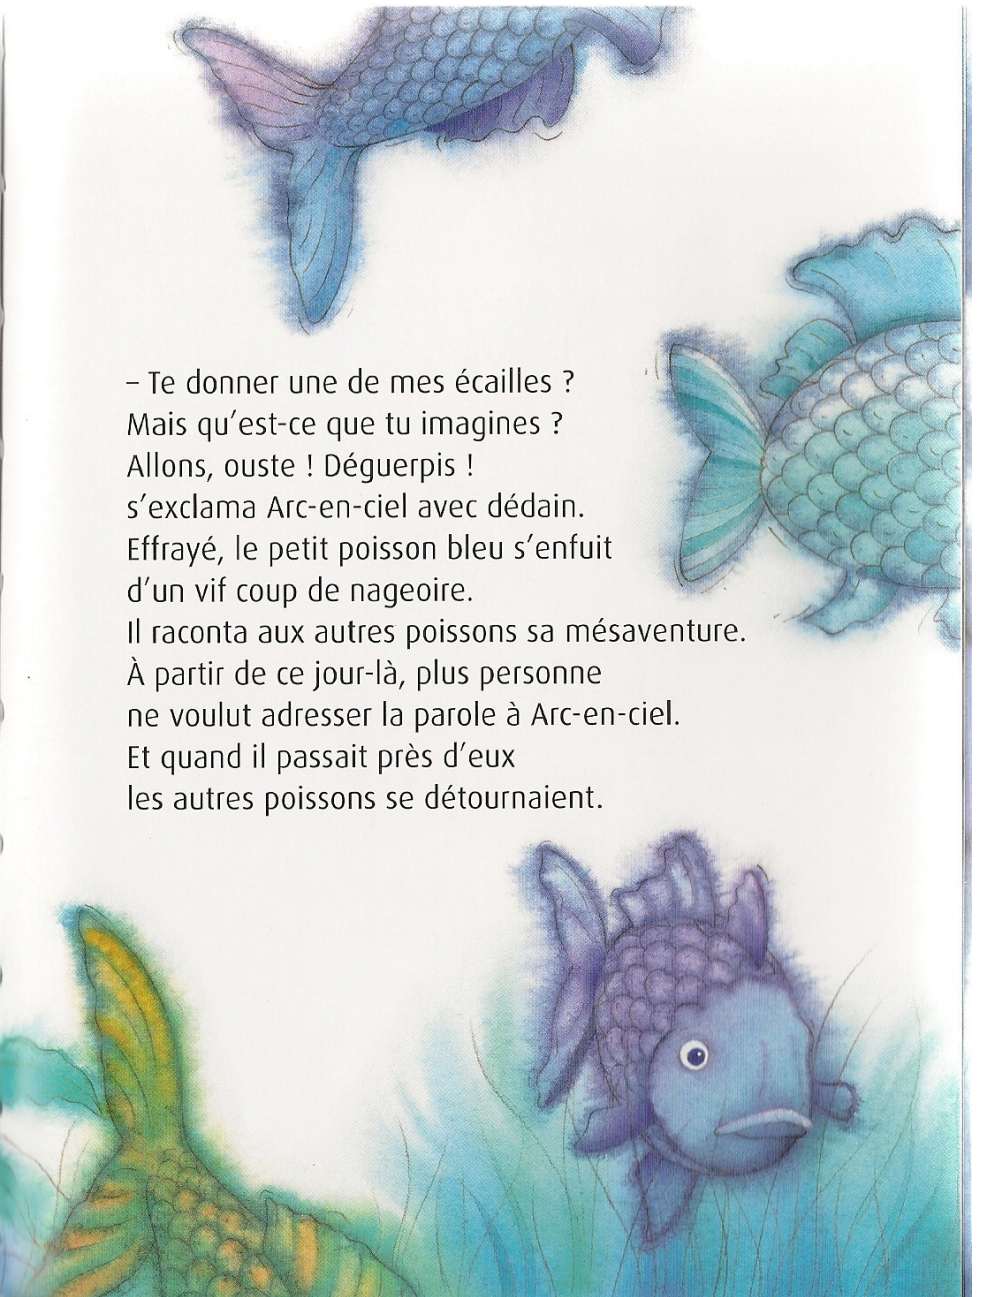 – Te donner une de mes écailles ?
Mais qu’est-ce que tu imagines ?
Allons, ouste ! Déguerpis !
s’exclama Arc-en-ciel avec dédain.
Effrayé, le petit poisson bleu s’enfuit
d’un vif coup de nageoire.
Il raconta aux autres poissons sa mésaventure.
À partir de ce jour-là, plus personne
ne voulut adresser la parole à Arc-en-ciel.
Et quand il passait près d’eux
les autres poissons se détournaient.